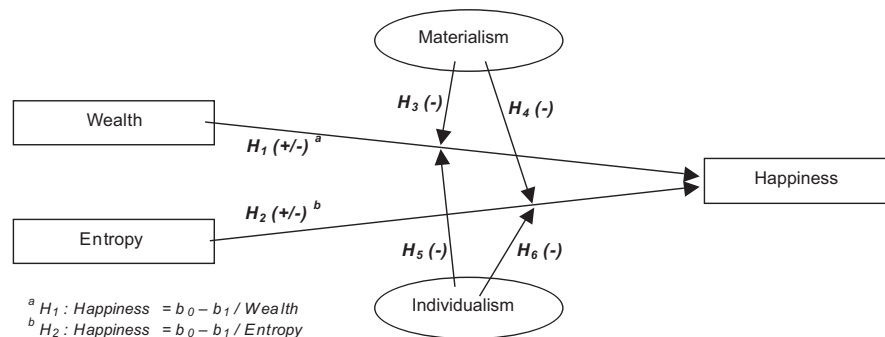 Materialism
H3 (-)
H4 (-)
Wealth
H1 (+/-) a
Happiness
H2 (+/-) b
Entropy
H5 (-)
H6 (-)
Individualism
a H1 : Happiness = b0 – b1 / Wealth
b H2 : Happiness = b0 – b1 / Entropy